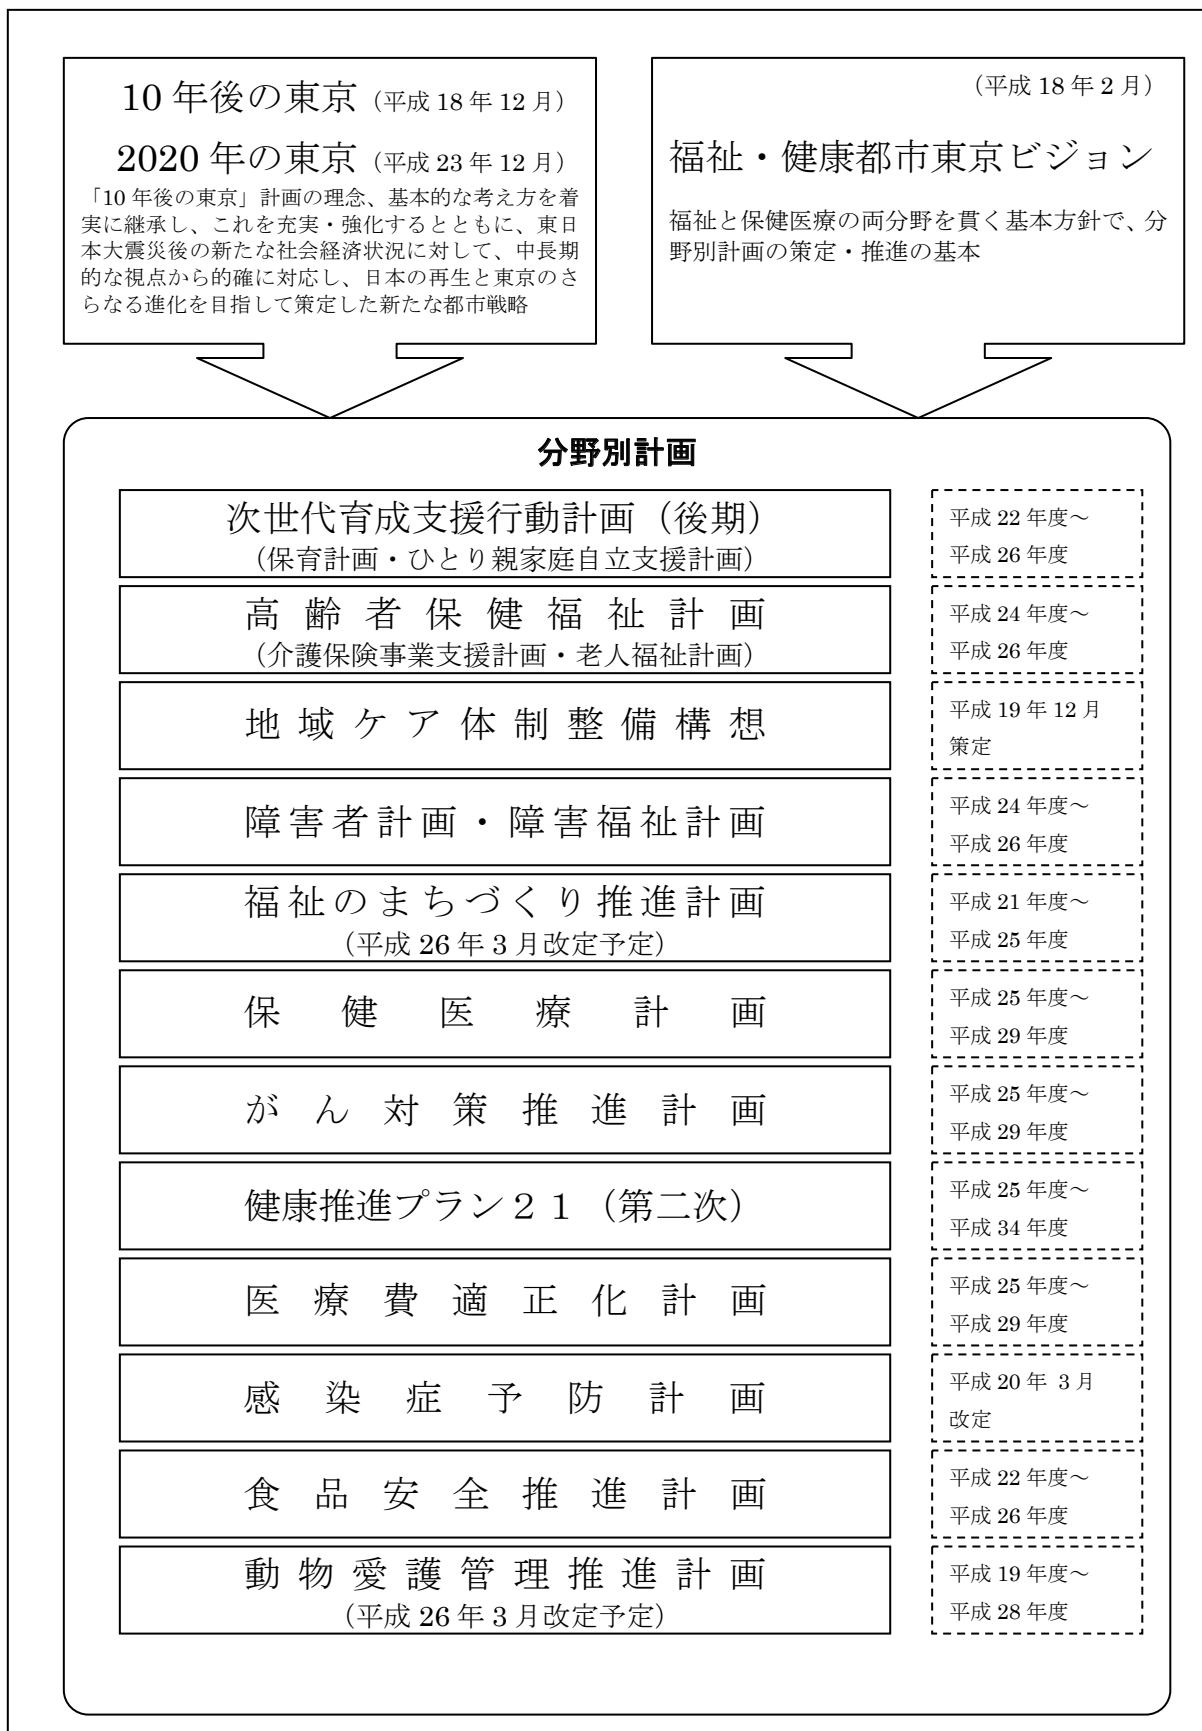 10年後の東京（平成18年12月）
2020年の東京（平成23年12月）
「10年後の東京」計画の理念、基本的な考え方を着
実に継承し、これを充実・強化するとともに、東日
本大震災後の新たな社会経済状況に対して、中長期
的な視点から的確に対応し、日本の再生と東京のさ
らなる進化を目指して策定した新たな都市戦略
（平成18年2月）
福祉・健康都市東京ビジョン
福祉と保健医療の両分野を貫く基本方針で、分
野別計画の策定・推進の基本
分野別計画
次世代育成支援行動計画（後期）
（保育計画・ひとり親家庭自立支援計画）
平成22年度～
平成26年度
高齢者保健福祉計画
（介護保険事業支援計画・老人福祉計画）
平成24年度～
平成26年度
地域ケア体制整備構想
平成19年12月
策定
障害者計画・障害福祉計画
平成24年度～
平成26年度
福祉のまちづくり推進計画
（平成26年3月改定予定）
平成21年度～
平成25年度
保健医療計画
平成25年度～
平成29年度
がん対策推進計画
平成25年度～
平成29年度
健康推進プラン２１（第二次）
平成25年度～
平成34年度
医療費適正化計画
平成25年度～
平成29年度
感染症予防計画
平成20年 3月
改定
食品安全推進計画
平成22年度～
平成26年度
動物愛護管理推進計画
（平成26年3月改定予定）
平成19年度～
平成28年度